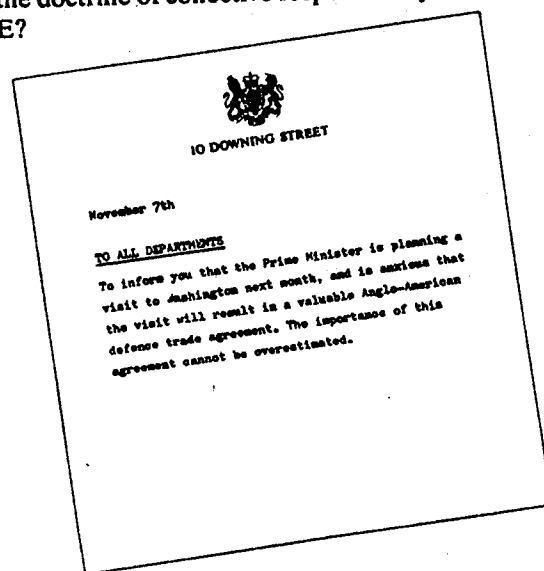 the doctrine of collective
E?
10 DOWNING STREET
November 7th
TO ALL DEPARTMENTS
To inform you that the Prime Minister is planning a
visit to Washington next month, and is anxious that
the visit will result in a valuable Anglo-American
defence trade agreement. The importance of this
agreement cannot be overestimated.